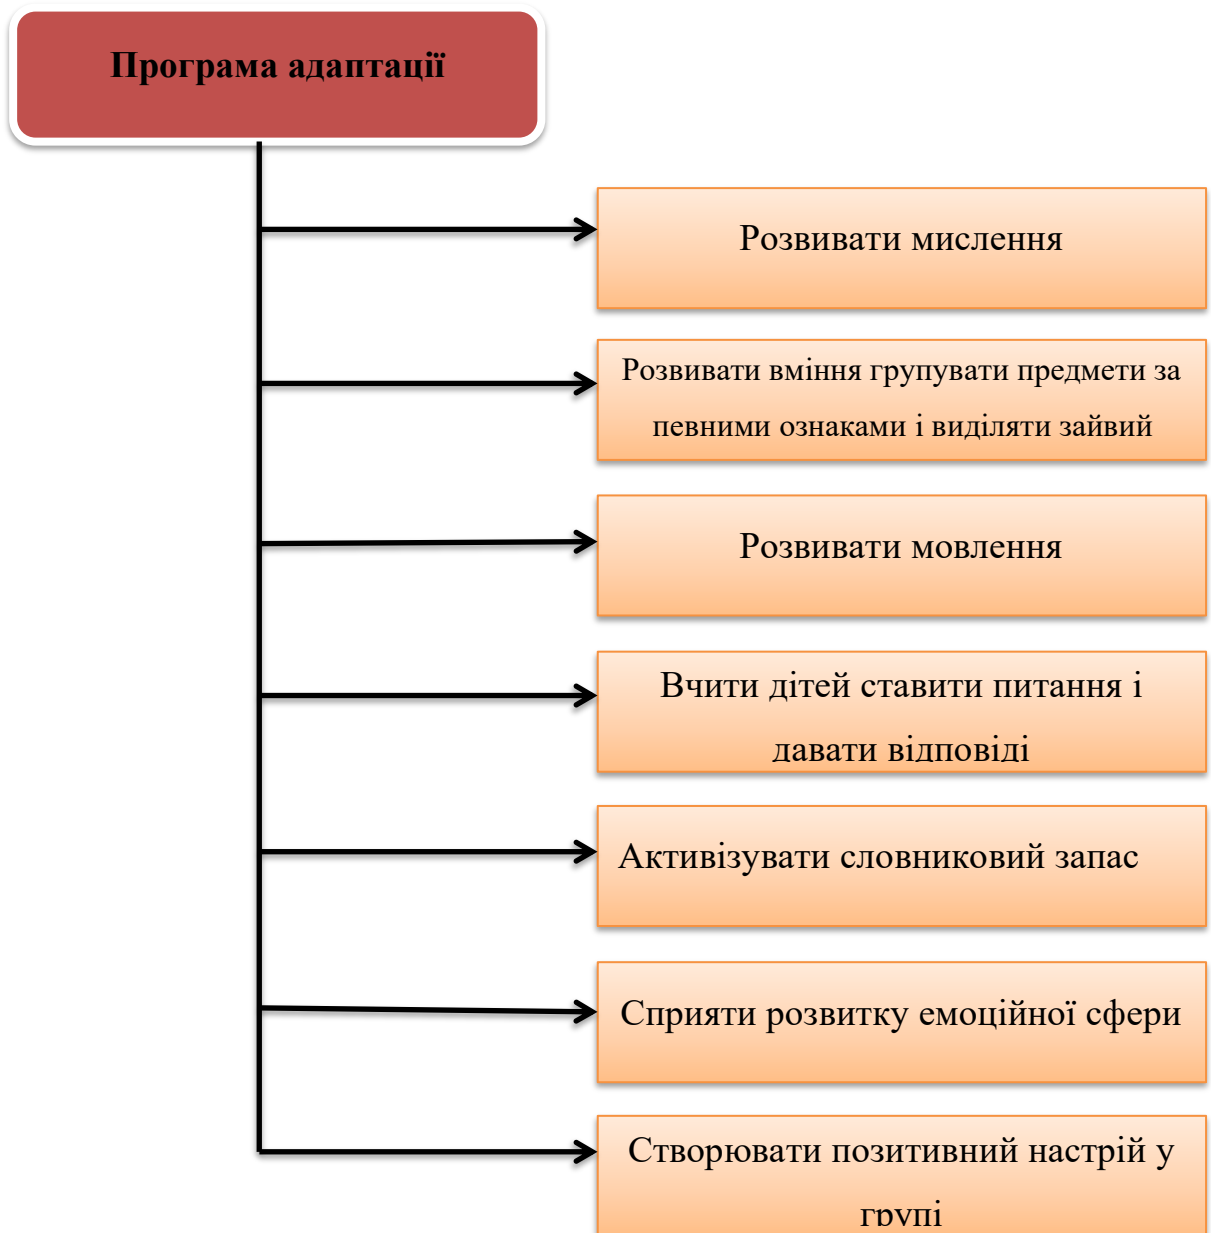 Програма адаптації
Розвивати мислення
Розвивати вміння групувати предмети за
певними ознаками і виділяти зайвий
Розвивати мовлення
Вчити дітей ставити питання і
давати відповіді
Активізувати словниковий запас
Сприяти розвитку емоційної сфери
Створювати позитивний настрій у
групі